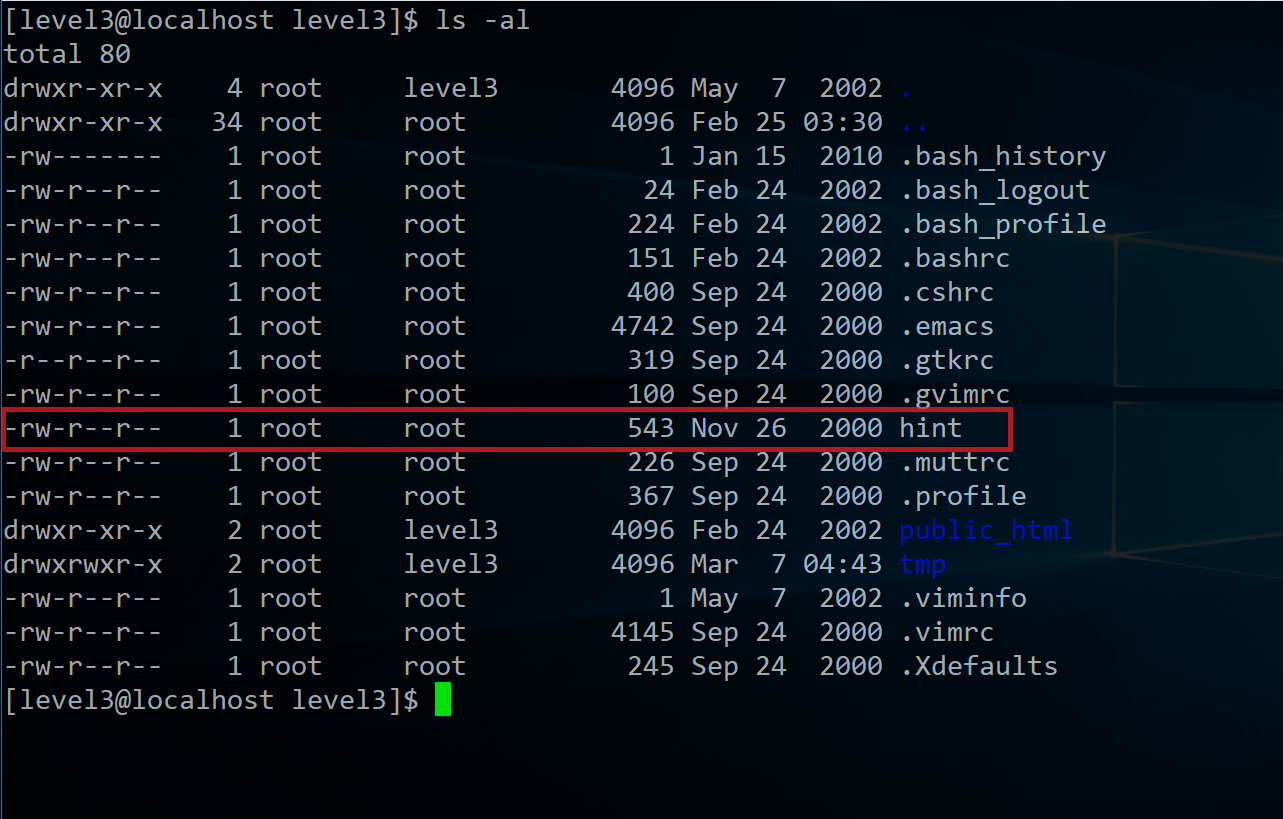 [level3@localhost level3]$ ls -al
total 80
drwxr-xr-x    4 root     level3       4096 May  7  2002 .
drwxr-xr-x   34 root     root         4096 Feb 25 03:30 ..
-rw-------    1 root     root            1 Jan 15  2010 .bash_history
-rw-r--r--    1 root     root           24 Feb 24  2002 .bash_logout
-rw-r--r--    1 root     root          224 Feb 24  2002 .bash_profile
-rw-r--r--    1 root     root          151 Feb 24  2002 .bashrc
-rw-r--r--    1 root     root          400 Sep 24  2000 .cshrc
-rw-r--r--    1 root     root         4742 Sep 24  2000 .emacs
-r--r--r--    1 root     root          319 Sep 24  2000 .gtkrc
-rw-r--r--    1 root     root          100 Sep 24  2000 .gvimrc
-rw-r--r--    1 root     root          543 Nov 26  2000 hint
-rw-r--r--    1 root     root          226 Sep 24  2000 .muttrc
-rw-r--r--    1 root     root          367 Sep 24  2000 .profile
drwxr-xr-x    2 root     level3       4096 Feb 24  2002 public_html
drwxrwxr-x    2 root     level3       4096 Mar  7 04:43 tmp
-rw-r--r--    1 root     root            1 May  7  2002 .viminfo
-rw-r--r--    1 root     root         4145 Sep 24  2000 .vimrc
-rw-r--r--    1 root     root          245 Sep 24  2000 .Xdefaults
[level3@localhost level3]$